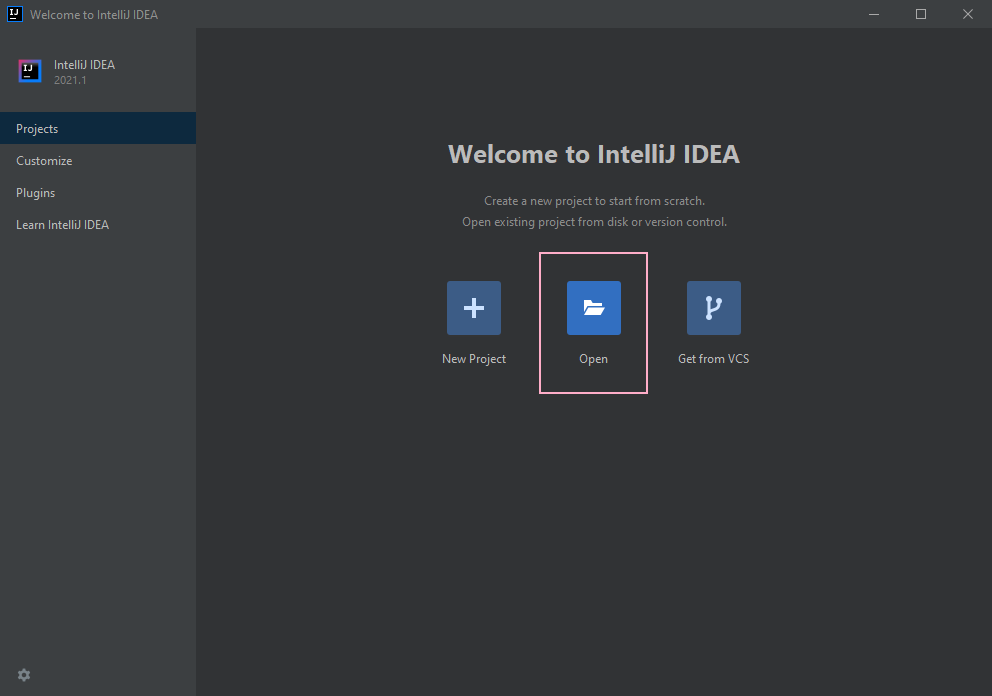 Welcome to IntelliJ IDEA
IJ
IntelliJ IDEA
2021.1
Projects
Customize
Plugins
Learn IntelliJ IDEA
Welcome to IntelliJ IDEA
Create a new project to start from scratch.
Open existing project from disk or version control.
New Project
Open
Get from VCS